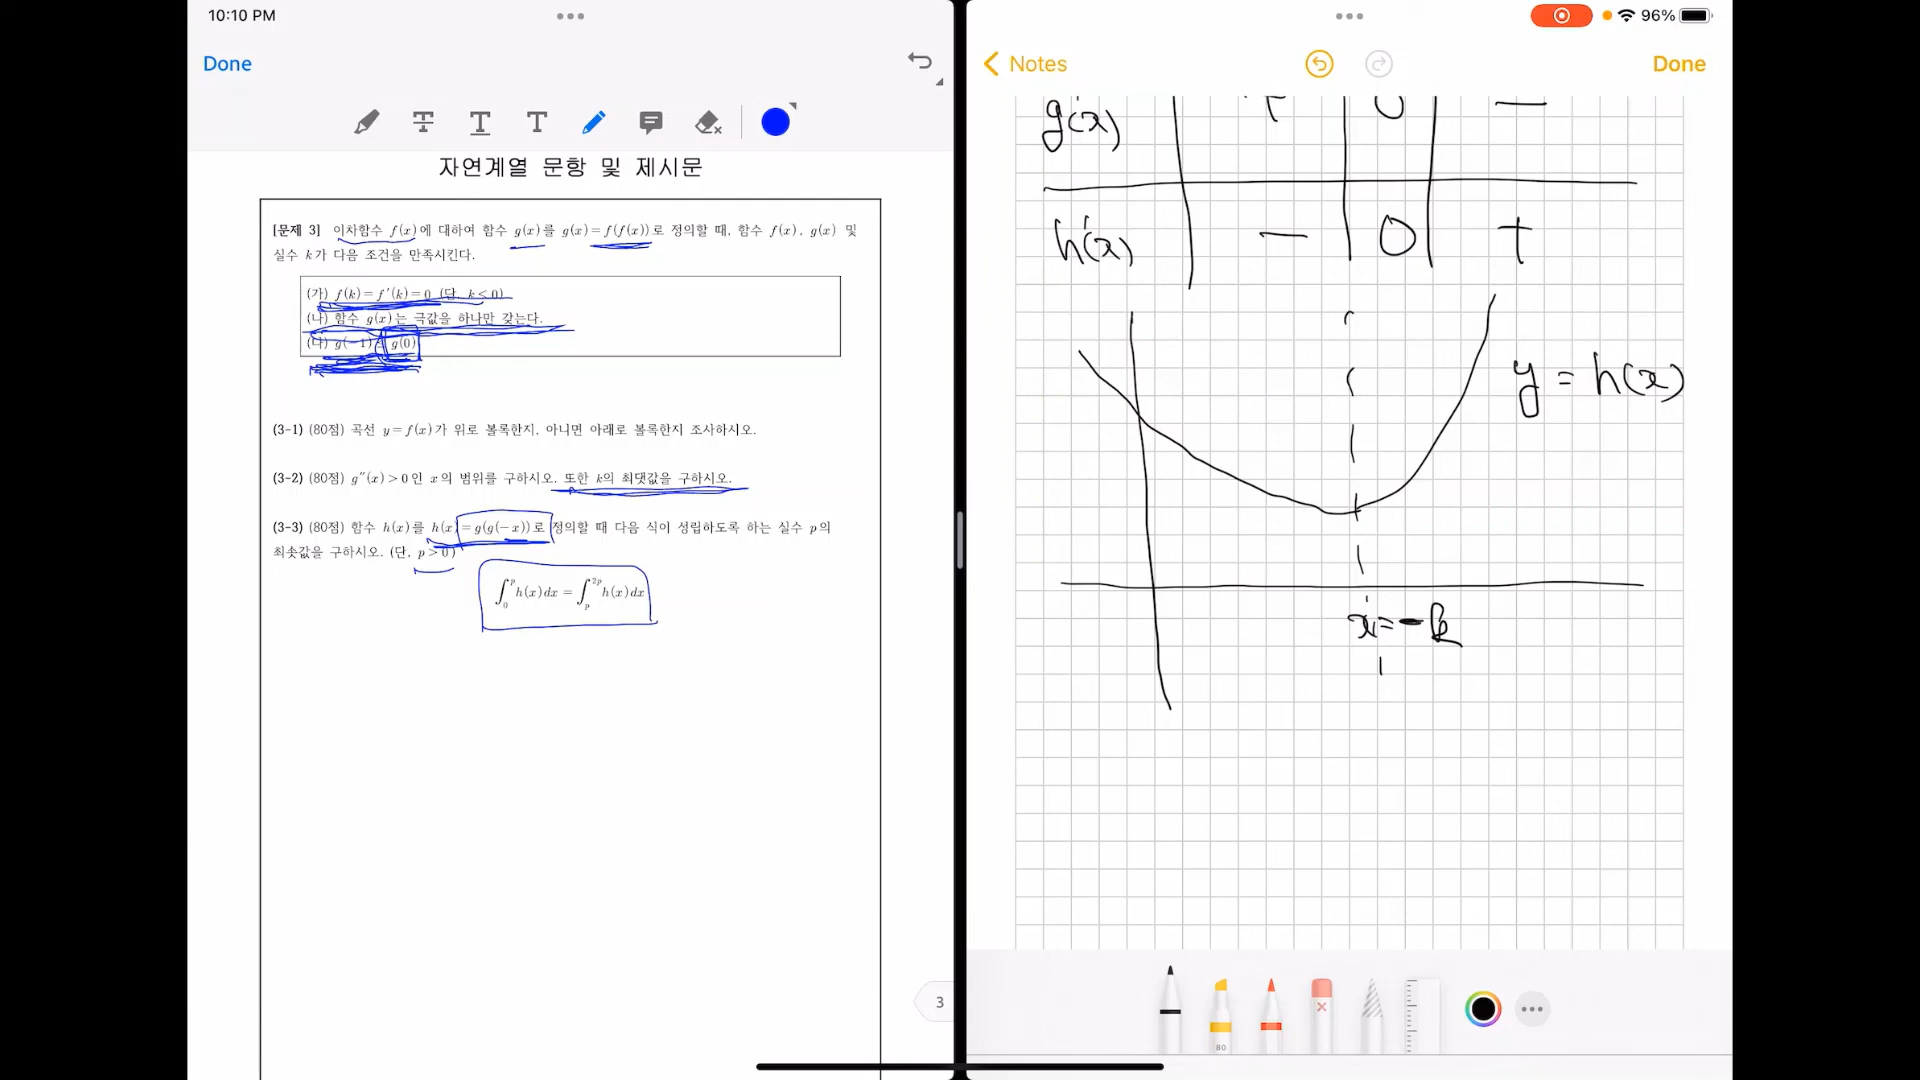 10:10 PM
Done
자연계열 문항 및 제시문
[문제 3] 이차함수 f(x)에 대하여 함수 g(x)를 g(x)=f(f(x))로 정의할 때, 함수 f(x), g(x) 및
실수 k가 다음 조건을 만족시킨다.
(가) f(k)=f′(k)=0 (단, k<0)
(나) 함수 g(x)는 극값을 하나만 갖는다.
(다) g(−1)=g(0)
(3-1) (80점) 곡선 y=f(x)가 위로 볼록한지, 아니면 아래로 볼록한지 조사하시오.
(3-2) (80점) g″(x)>0인 x의 범위를 구하시오. 또한 k의 최댓값을 구하시오.
(3-3) (80점) 함수 h(x)를 h(x)=g(g(−x))로 정의할 때 다음 식이 성립하도록 하는 실수 p의
최솟값을 구하시오. (단, p>0)
∫₀ᵖ h(x)dx = ∫ₚ²ᵖ h(x)dx
3
96%
Notes
Done
g′(x) + 0 −
h′(x) − 0 +
y = h(x)
x=-k
80